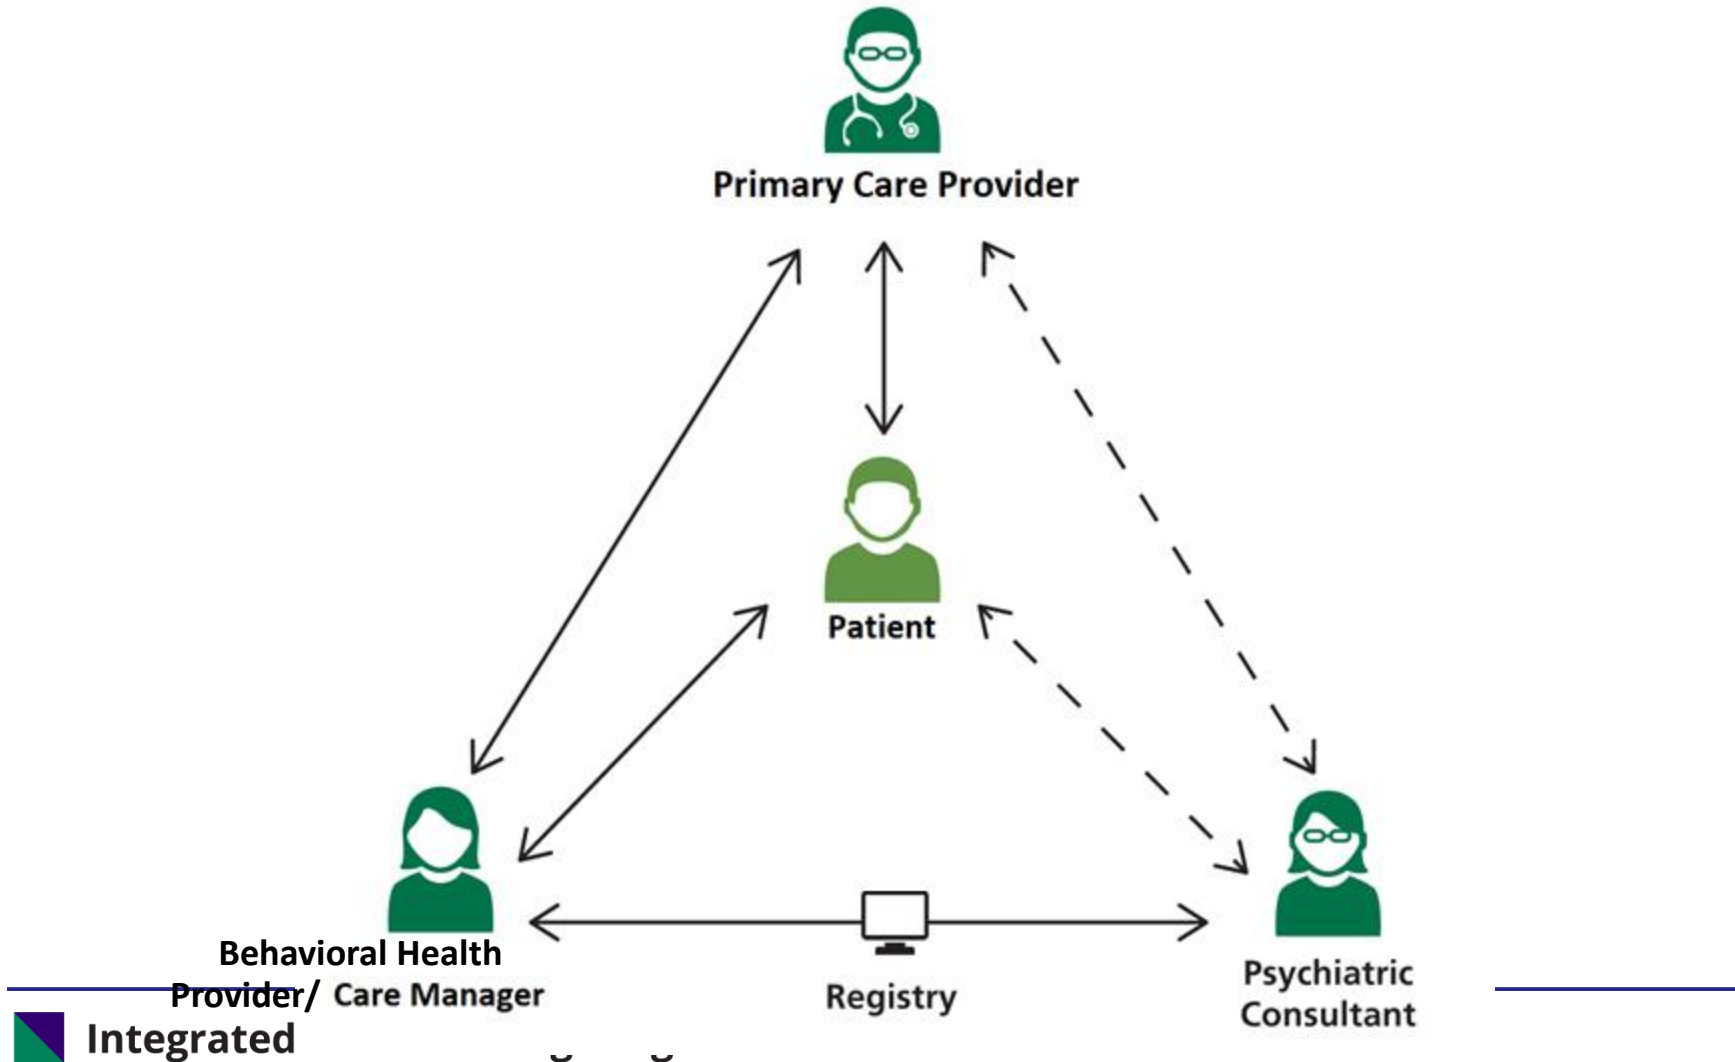 Primary Care Provider
Patient
Behavioral Health
Provider/ Care Manager
Registry
Psychiatric
Consultant
Integrated